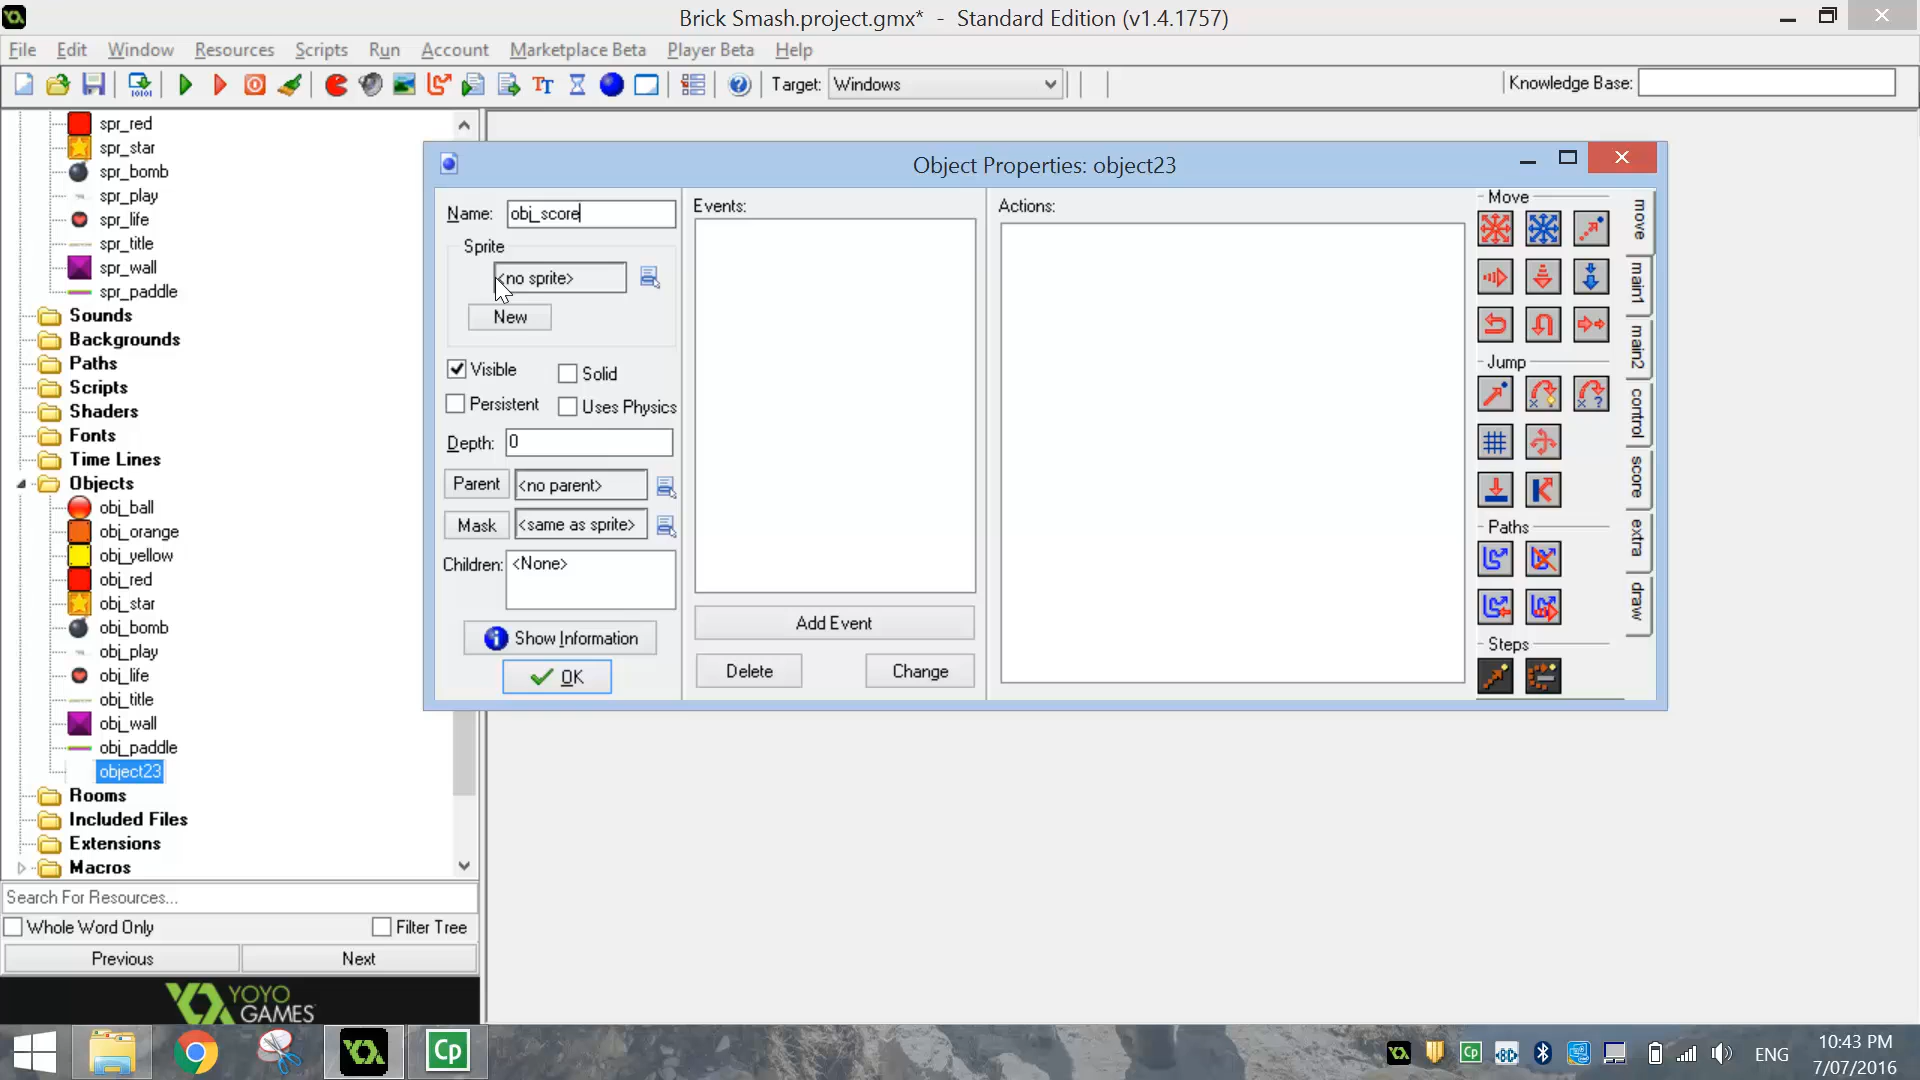 Brick Smash.project.gmx* - Standard Edition (v1.4.1757)
File Edit Window Resources Scripts Run Account Marketplace Beta Player Beta Help
Target: Windows
Knowledge Base:
spr_red
spr_star
spr_bomb
spr_play
spr_life
spr_title
spr_wall
spr_paddle
Sounds
Backgrounds
Paths
Scripts
Shaders
Fonts
Time Lines
Objects
obj_ball
obj_orange
obj_yellow
obj_red
obj_star
obj_bomb
obj_play
obj_life
obj_title
obj_wall
obj_paddle
object23
Rooms
Included Files
Extensions
Macros
Search For Resources...
Whole Word Only Filter Tree
Previous Next
YOYO
GAMES
Object Properties: object23
Name: obj_score
Sprite
<no sprite>
New
Visible Solid
Persistent Uses Physics
Depth: 0
Parent <no parent>
Mask <same as sprite>
Children: <None>
Show Information
OK
Events:
Add Event
Delete Change
Actions:
Move
Jump
Paths
Steps
move
main1
main2
control
score
extra
draw
Cp
Cp
ENG
10:43 PM
7/07/2016